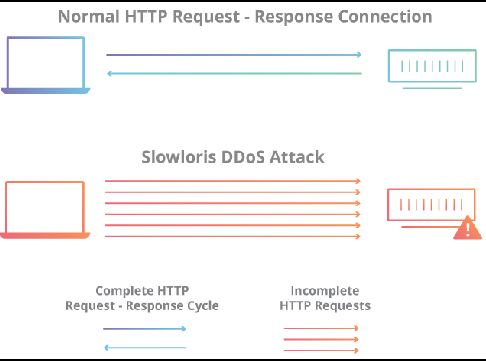 Normal HTTP Request - Response Connection
Slowloris DDoS Attack
Complete HTTP
Request - Response Cycle
Incomplete
HTTP Requests